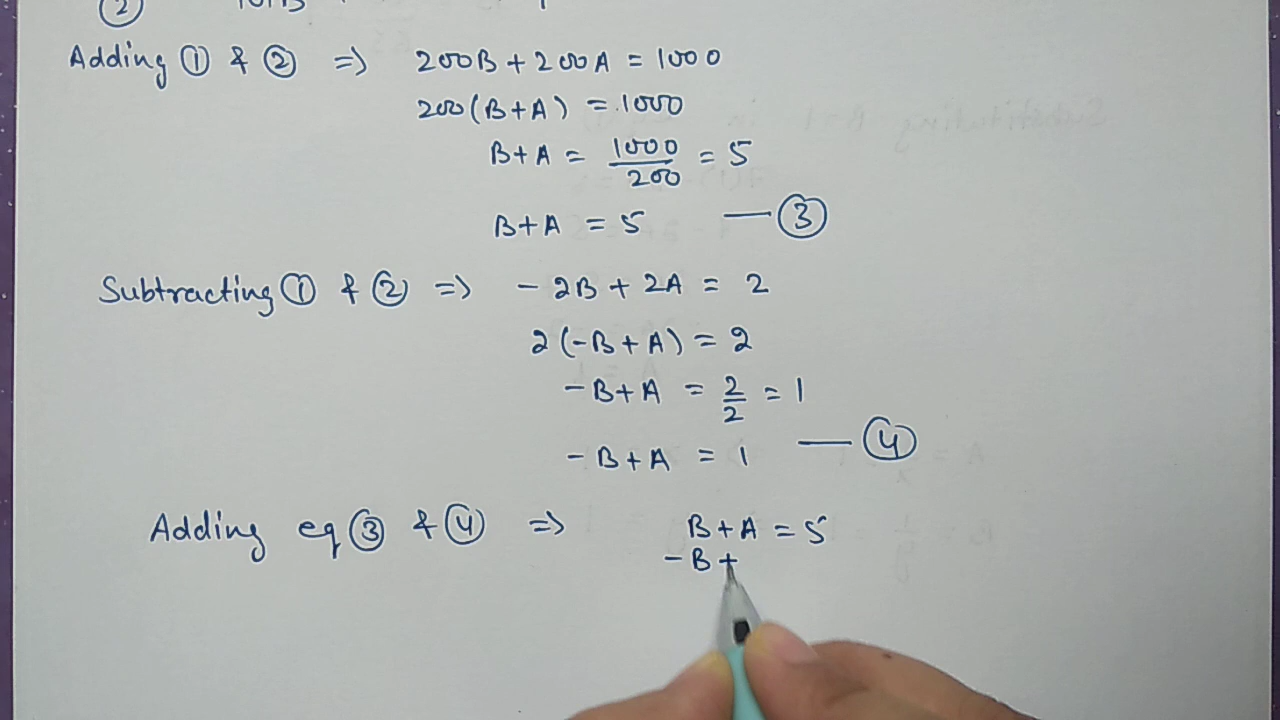 ②
Adding ① & ② => 200B + 200A = 1000
200(B+A) = 1000
B+A = 1000/200 = 5
B+A = 5 — ③
Subtracting ① & ② => - 2B + 2A = 2
2(-B+A) = 2
-B+A = 2/2 = 1
-B+A = 1 — ④
Adding eq ③ & ④ => B+A = 5
-B+